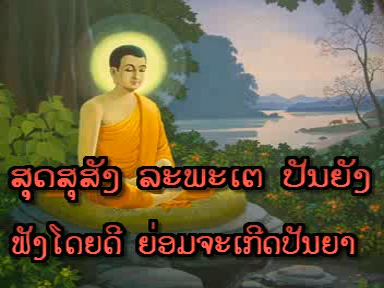 ສຸດສຸສັງ ລະພະເຕ ປັນຍັງ
ຟັງໂດຍດີ ຍ່ອມຈະເກີດປັນຍາ